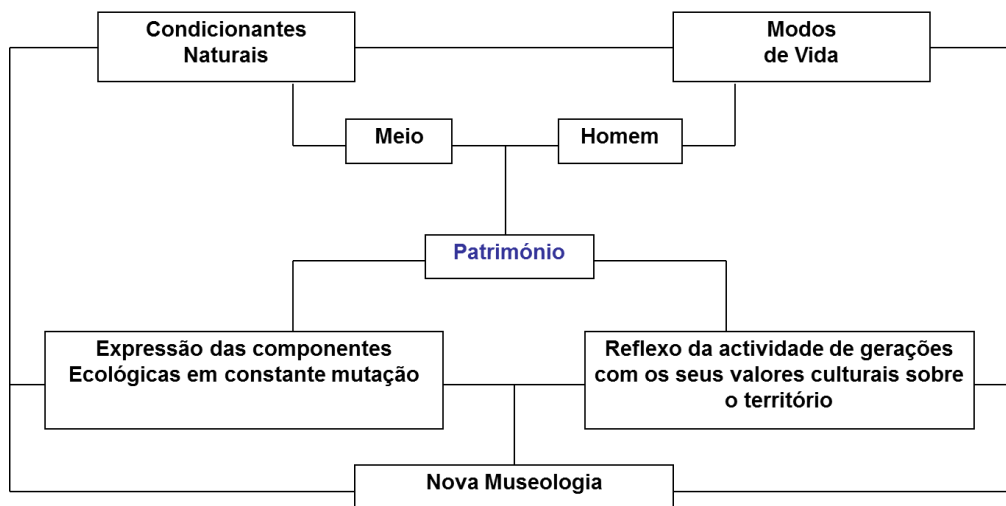 Condicionantes
Naturais
Modos
de Vida
Meio
Homem
Património
Expressão das componentes
Ecológicas em constante mutação
Reflexo da actividade de gerações
com os seus valores culturais sobre
o território
Nova Museologia